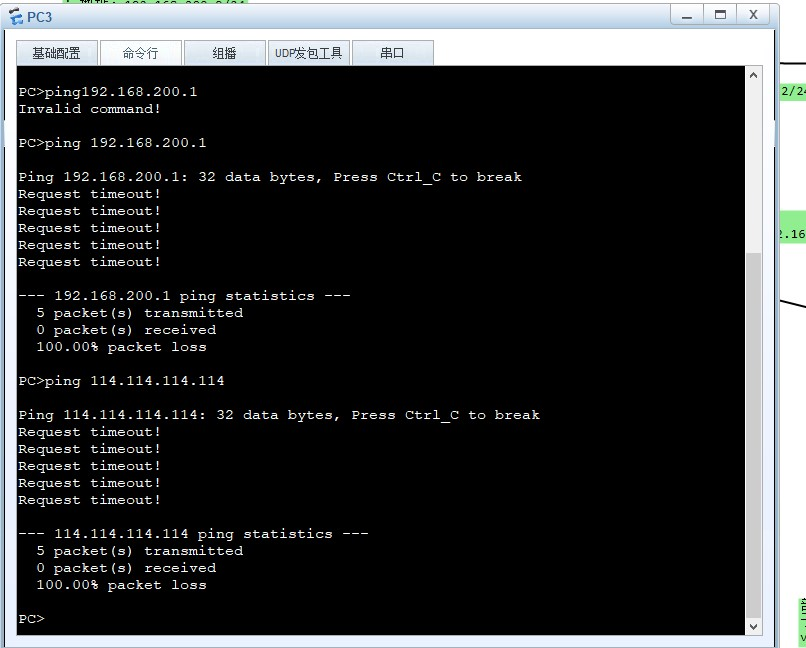 PC3
基础配置 命令行 组播 UDP发包工具 串口
PC>ping192.168.200.1
Invalid command!
PC>ping 192.168.200.1
Ping 192.168.200.1: 32 data bytes, Press Ctrl_C to break
Request timeout!
Request timeout!
Request timeout!
Request timeout!
Request timeout!
--- 192.168.200.1 ping statistics ---
5 packet(s) transmitted
0 packet(s) received
100.00% packet loss
PC>ping 114.114.114.114
Ping 114.114.114.114: 32 data bytes, Press Ctrl_C to break
Request timeout!
Request timeout!
Request timeout!
Request timeout!
Request timeout!
--- 114.114.114.114 ping statistics ---
5 packet(s) transmitted
0 packet(s) received
100.00% packet loss
PC>
2/24
2.16